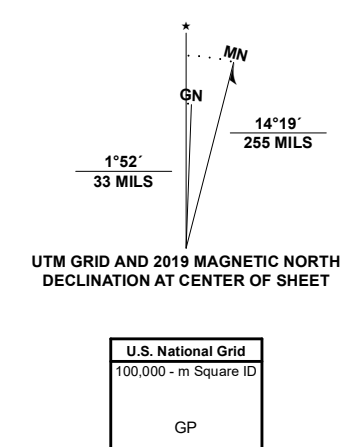 ★
MN
GN
14°19´
255 MILS
1°52´
33 MILS
UTM GRID AND 2019 MAGNETIC NORTH
DECLINATION AT CENTER OF SHEET
U.S. National Grid
100,000 - m Square ID
GP